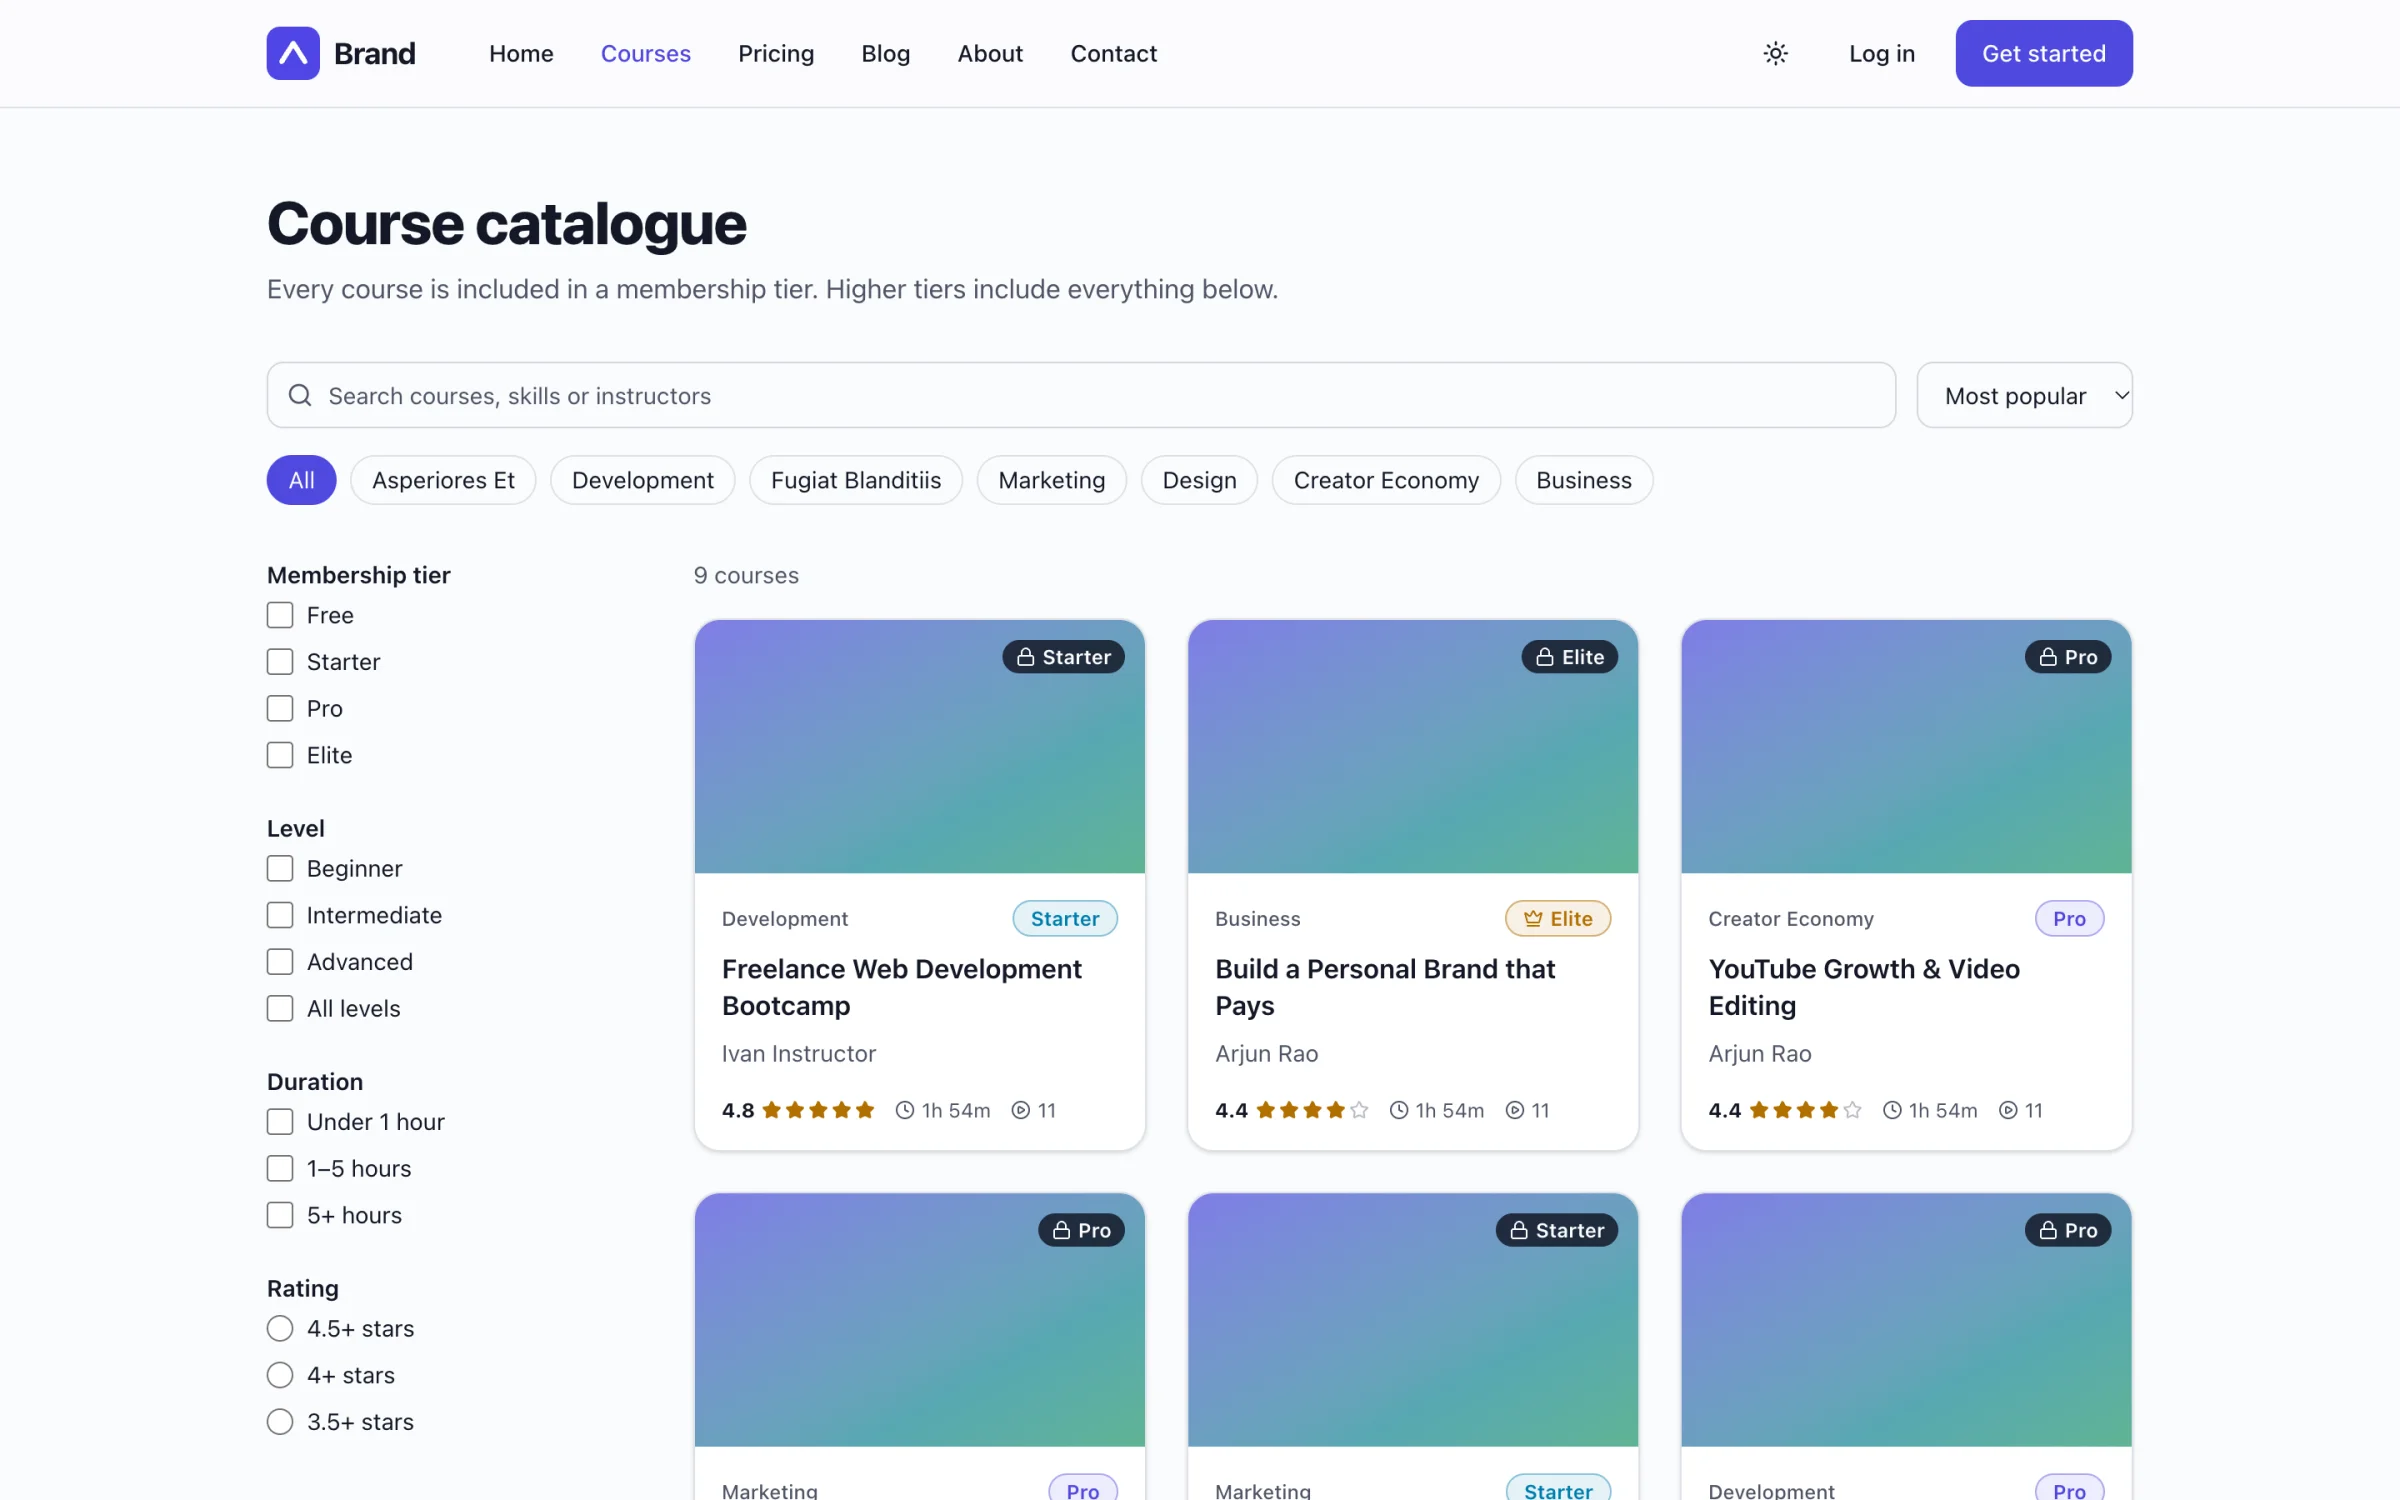 Brand
Home
Courses
Pricing
Blog
About
Contact
Log in
Get started
Course catalogue
Every course is included in a membership tier. Higher tiers include everything below.
Search courses, skills or instructors
Most popular
All
Asperiores Et
Development
Fugiat Blanditiis
Marketing
Design
Creator Economy
Business
Membership tier
Free
Starter
Pro
Elite
Level
Beginner
Intermediate
Advanced
All levels
Duration
Under 1 hour
1–5 hours
5+ hours
Rating
4.5+ stars
4+ stars
3.5+ stars
9 courses
Starter
Development
Starter
Freelance Web Development
Bootcamp
Ivan Instructor
4.8
1h 54m
11
Elite
Business
Elite
Build a Personal Brand that
Pays
Arjun Rao
4.4
1h 54m
11
Pro
Creator Economy
Pro
YouTube Growth & Video
Editing
Arjun Rao
4.4
1h 54m
11
Pro
Marketing
Pro
Starter
Marketing
Starter
Pro
Development
Pro